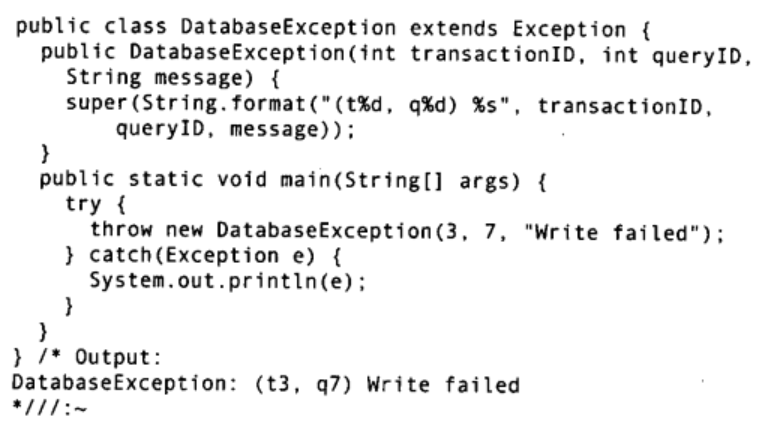 public class DatabaseException extends Exception {
  public DatabaseException(int transactionID, int queryID,
    String message) {
    super(String.format("(t%d, q%d) %s", transactionID,
        queryID, message));
  }
  public static void main(String[] args) {
    try {
      throw new DatabaseException(3, 7, "Write failed");
    } catch(Exception e) {
      System.out.println(e);
    }
  }
} /* Output:
DatabaseException: (t3, q7) Write failed
*///:~